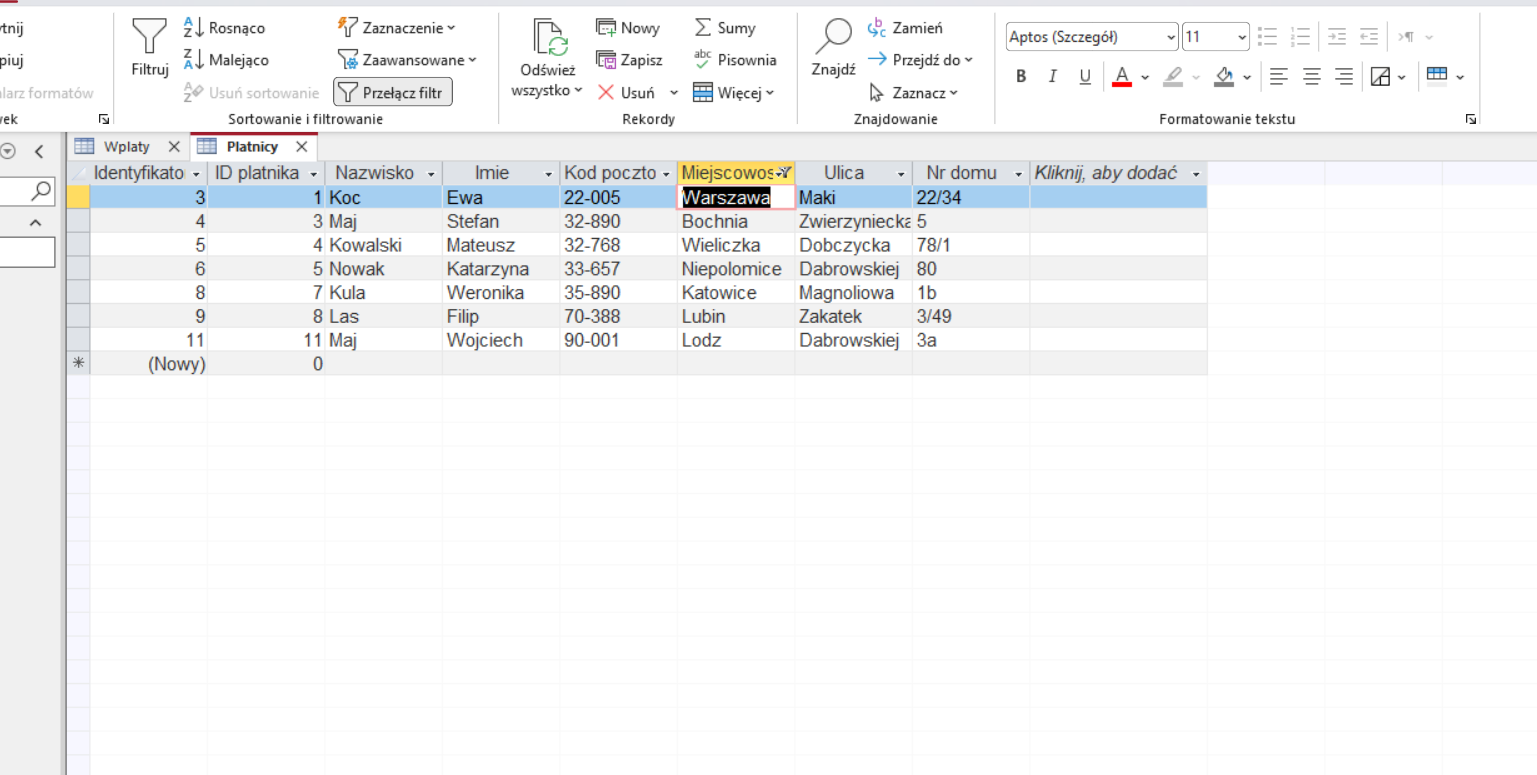 Rosnąco Zaznaczenie Nowy Sumy Zamień
Aptos (Szczegół) 11
Malejąco Zaawansowane Zapisz Pisownia Przejdź do
Filtruj Odśwież wszystko Znajdź
Usuń sortowanie Przełącz filtr Usuń Więcej Zaznacz
B I U A
larz formatów
Sortowanie i filtrowanie Rekordy Znajdowanie Formatowanie tekstu
Wplaty Platnicy
Identyfikato ID platnika Nazwisko Imie Kod poczto Miejscowos Ulica Nr domu Kliknij, aby dodać
3 1 Koc Ewa 22-005 Warszawa Maki 22/34
4 3 Maj Stefan 32-890 Bochnia Zwierzyniecka 5
5 4 Kowalski Mateusz 32-768 Wieliczka Dobczycka 78/1
6 5 Nowak Katarzyna 33-657 Niepolomice Dabrowskiej 80
8 7 Kula Weronika 35-890 Katowice Magnoliowa 1b
9 8 Las Filip 70-388 Lubin Zakatek 3/49
11 11 Maj Wojciech 90-001 Lodz Dabrowskiej 3a
(Nowy) 0